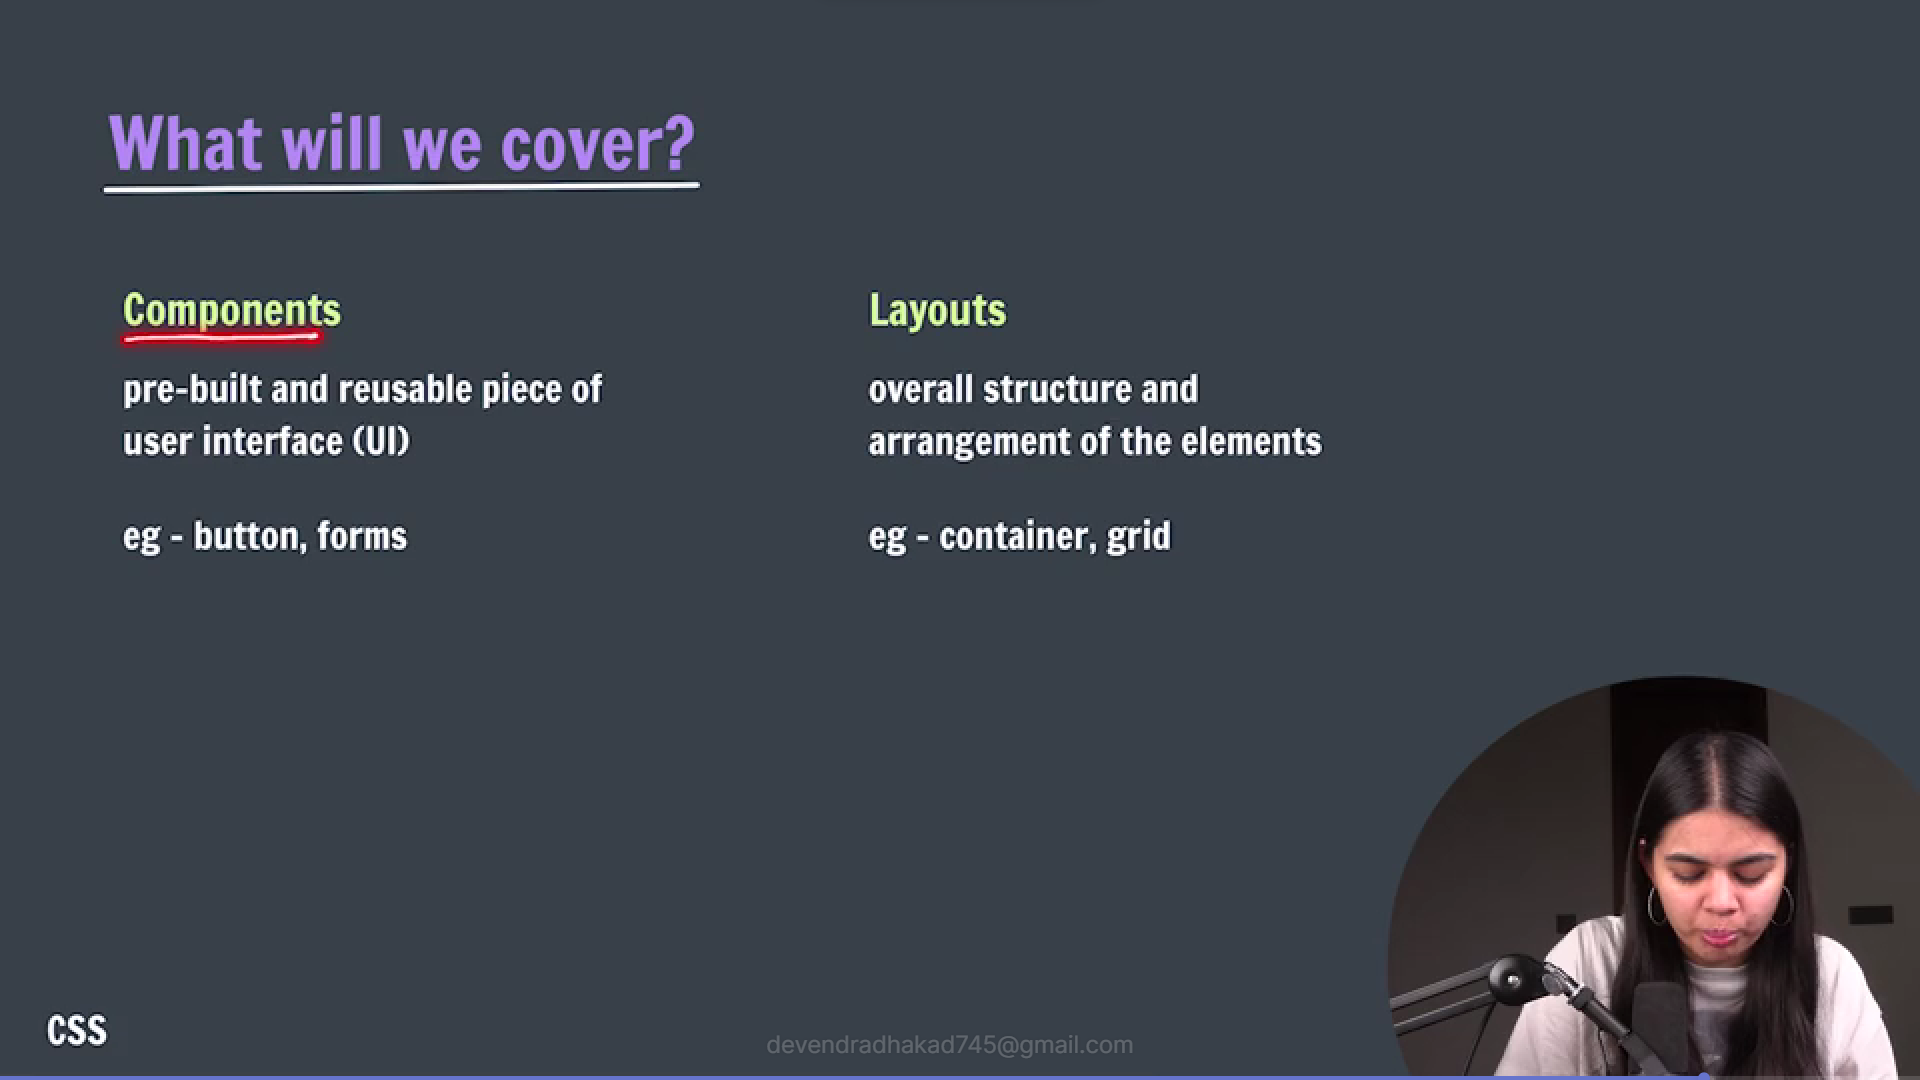 What will we cover?
Components
pre-built and reusable piece of
user interface (UI)
eg - button, forms
Layouts
overall structure and
arrangement of the elements
eg - container, grid
CSS
devendradhakad745@gmail.com